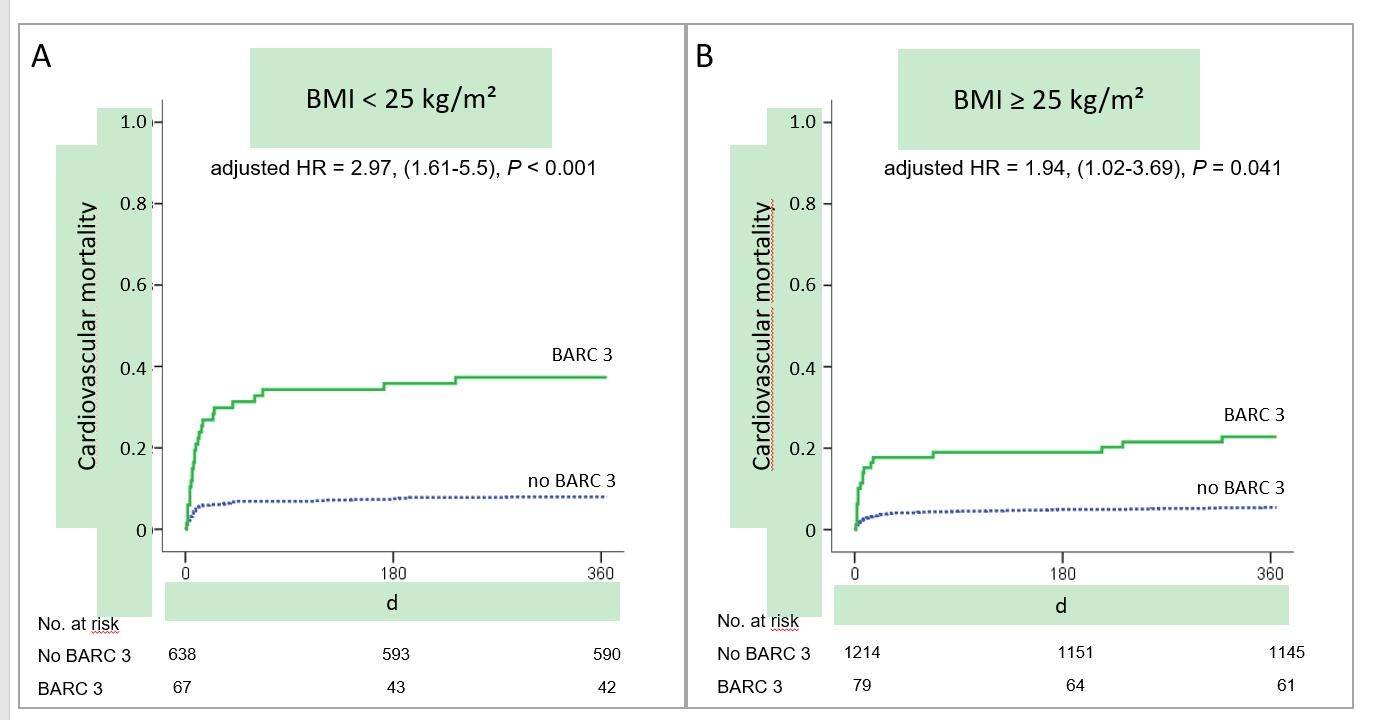 A
BMI < 25 kg/m²
adjusted HR = 2.97, (1.61-5.5), P < 0.001
Cardiovascular mortality
1.0
0.8
0.6
0.4
0.2
0
BARC 3
no BARC 3
0 180 360
d
No. at risk
No BARC 3 638 593 590
BARC 3 67 43 42
B
BMI ≥ 25 kg/m²
adjusted HR = 1.94, (1.02-3.69), P = 0.041
Cardiovascular mortality
1.0
0.8
0.6
0.4
0.2
0
BARC 3
no BARC 3
0 180 360
d
No. at risk
No BARC 3 1214 1151 1145
BARC 3 79 64 61